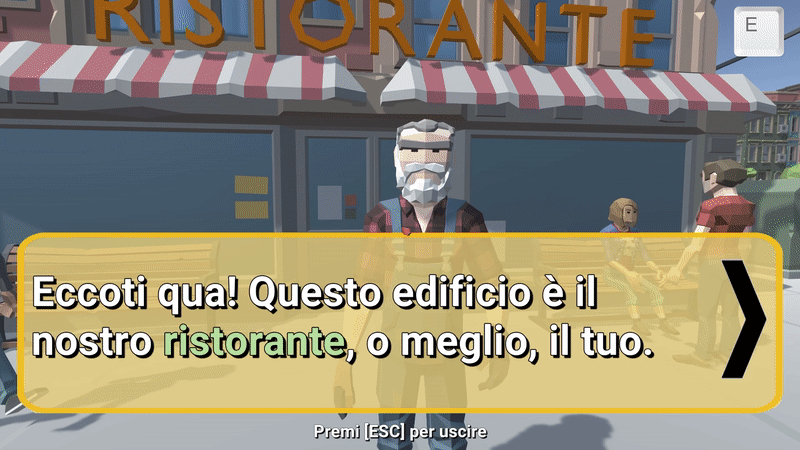 RISTORANTE
E
Eccoti qua! Questo edificio è il
nostro ristorante, o meglio, il tuo.
Premi [ESC] per uscire